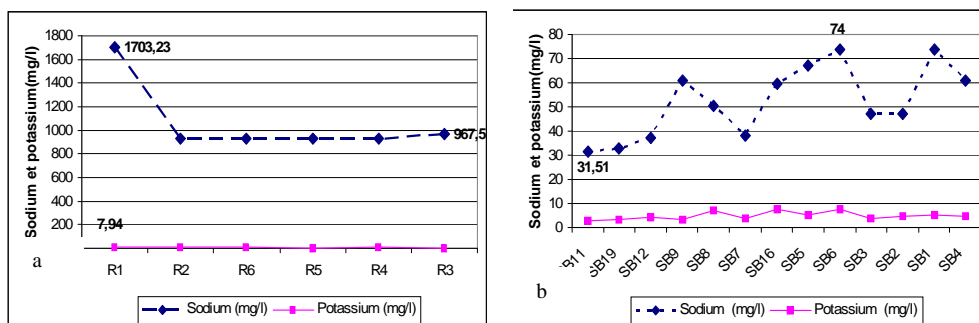 Sodium et potassium(mg/l)
1800
1600
1400
1200
1000
800
600
400
200
1703,23
967,5
7,94
a
R1 R2 R6 R5 R4 R3
Sodium (mg/l) Potassium (mg/l)
Sodium et potassium (mg/l)
80
70
60
50
40
30
20
10
0
74
31,51
SB11 SB19 SB12 SB9 SB8 SB7 SB16 SB5 SB6 SB3 SB2 SB1 SB4
b
Sodium (mg/l) Potassium (mg/l)